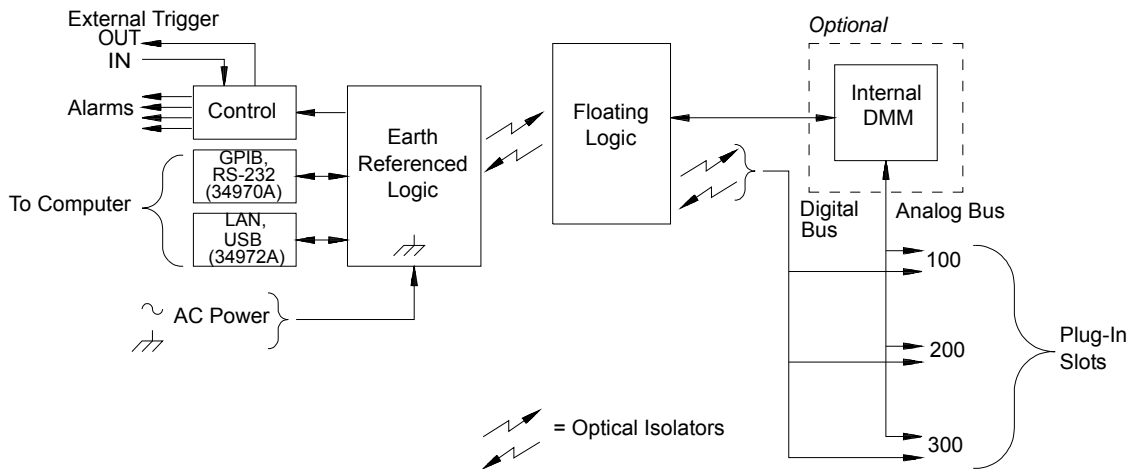 External Trigger
OUT
IN
Alarms
Control
Earth
Referenced
Logic
GPIB,
RS-232
(34970A)
LAN,
USB
(34972A)
To Computer
AC Power
Floating
Logic
Optional
Internal
DMM
Digital
Bus
Analog Bus
100
200
300
Plug-In
Slots
= Optical Isolators